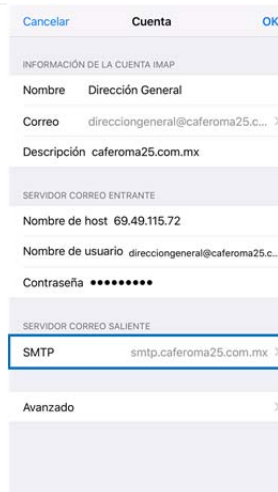 Cancelar Cuenta OK
INFORMACIÓN DE LA CUENTA IMAP
Nombre Dirección General
Correo direcciongeneral@caferoma25.c...
Descripción caferoma25.com.mx
SERVIDOR CORREO ENTRANTE
Nombre de host 69.49.115.72
Nombre de usuario direcciongeneral@caferoma25.c...
Contraseña ●●●●●●●●●
SERVIDOR CORREO SALIENTE
SMTP smtp.caferoma25.com.mx
Avanzado